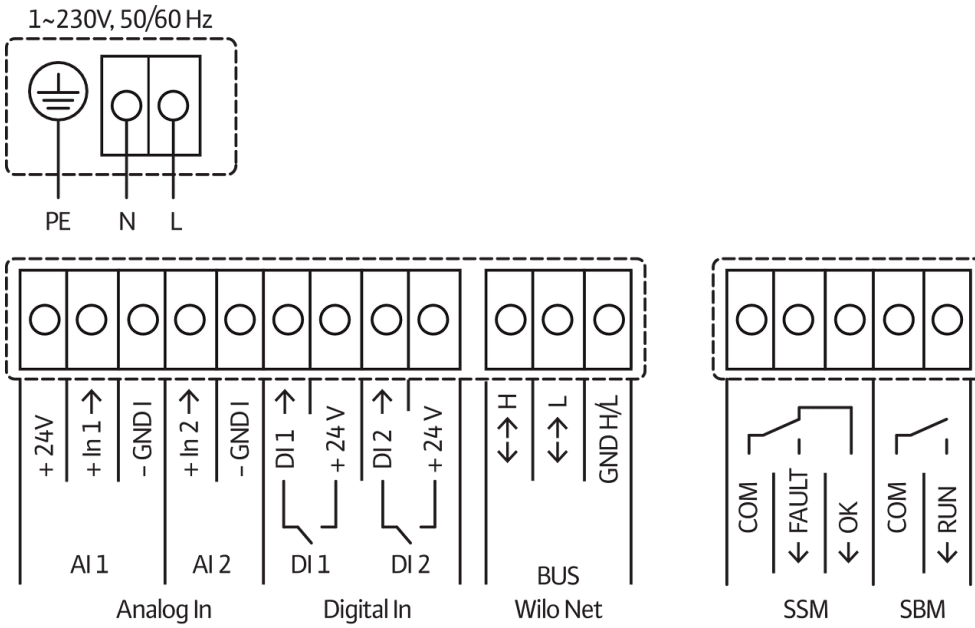 1~230V, 50/60 Hz
PE N L
+ 24V
+ In 1 →
− GND I
+ In 2 →
− GND I
DI 1 →
+ 24 V
DI 2 →
+ 24 V
↔ H
↔ L
GND H/L
COM
← FAULT
← OK
COM
← RUN
AI 1 AI 2 DI 1 DI 2
BUS
Analog In Digital In Wilo Net SSM SBM